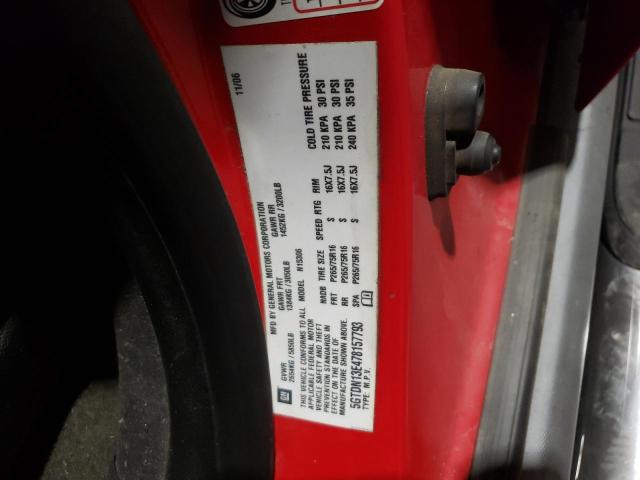 MFD BY GENERAL MOTORS CORPORATION
11/06
GVWR GAWR FRT GAWR RR
2654KG / 5850LB 1384KG / 3050LB 1452KG / 3200LB
GM
THIS VEHICLE CONFORMS TO ALL
APPLICABLE FEDERAL MOTOR
VEHICLE SAFETY AND THEFT
PREVENTION STANDARDS IN
EFFECT ON THE DATE OF
MANUFACTURE SHOWN ABOVE.
5GTDN13E478157793
TYPE: M.P.V.
MODEL N15306
COLD TIRE PRESSURE
NADB TIRE SIZE SPEED RTG RIM
FRT P265/75R16 S 16X7.5J 210 KPA 30 PSI
RR P265/75R16 S 16X7.5J 210 KPA 30 PSI
SPA P265/75R16 S 16X7.5J 240 KPA 35 PSI